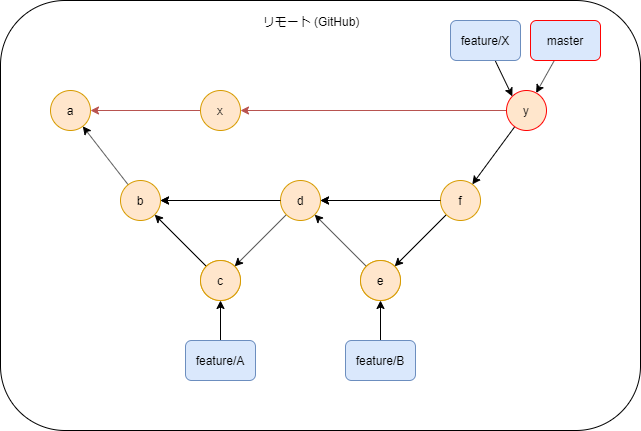 リモート (GitHub)
feature/X
master
a
x
y
b
d
f
c
e
feature/A
feature/B